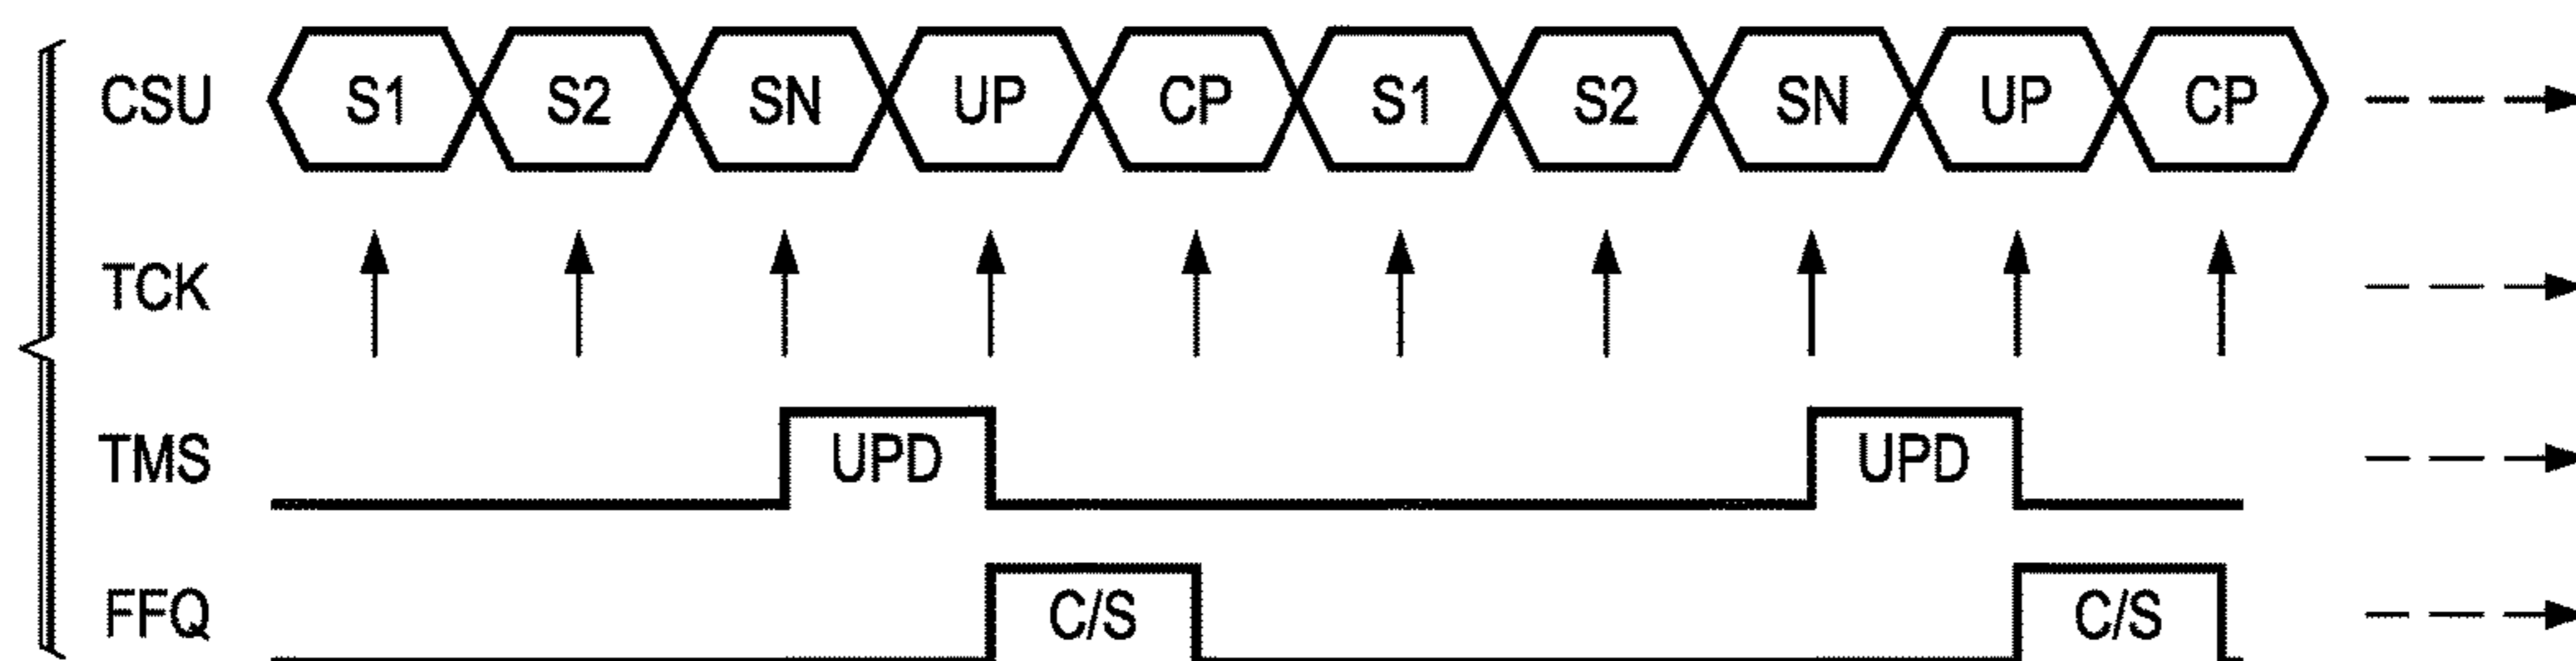 CSU S1 S2 SN UP CP S1 S2 SN UP CP
TCK
TMS UPD UPD
FFQ C/S C/S